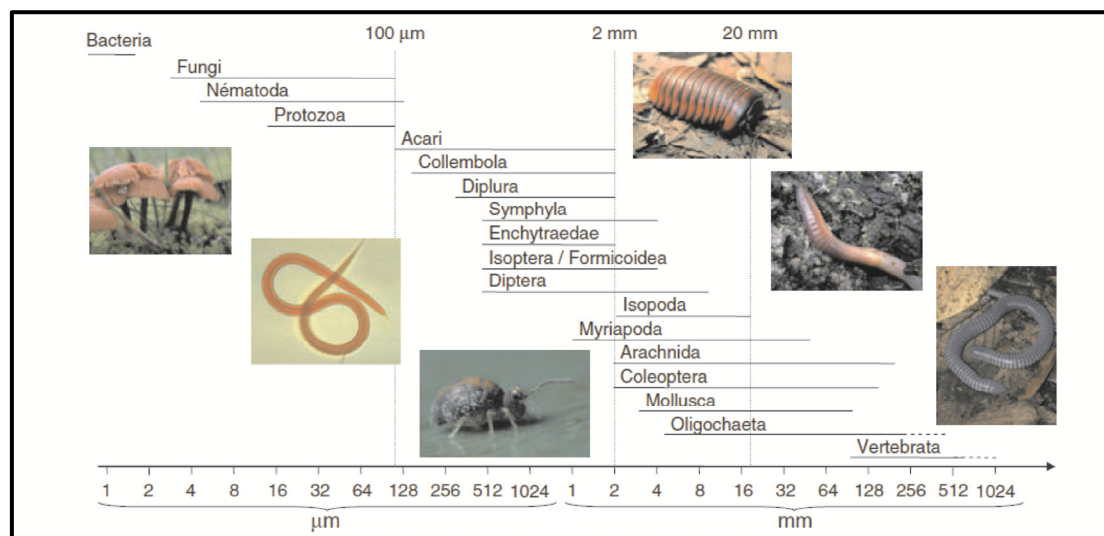 100 µm 2 mm 20 mm
Bacteria
Fungi
Nématoda
Protozoa
Acari
Collembola
Diplura
Symphyla
Enchytraedae
Isoptera / Formicoidea
Diptera
Isopoda
Myriapoda
Arachnida
Coleoptera
Mollusca
Oligochaeta
Vertebrata
1 2 4 8 16 32 64 128 256 512 1024 1 2 4 8 16 32 64 128 256 512 1024
µm mm